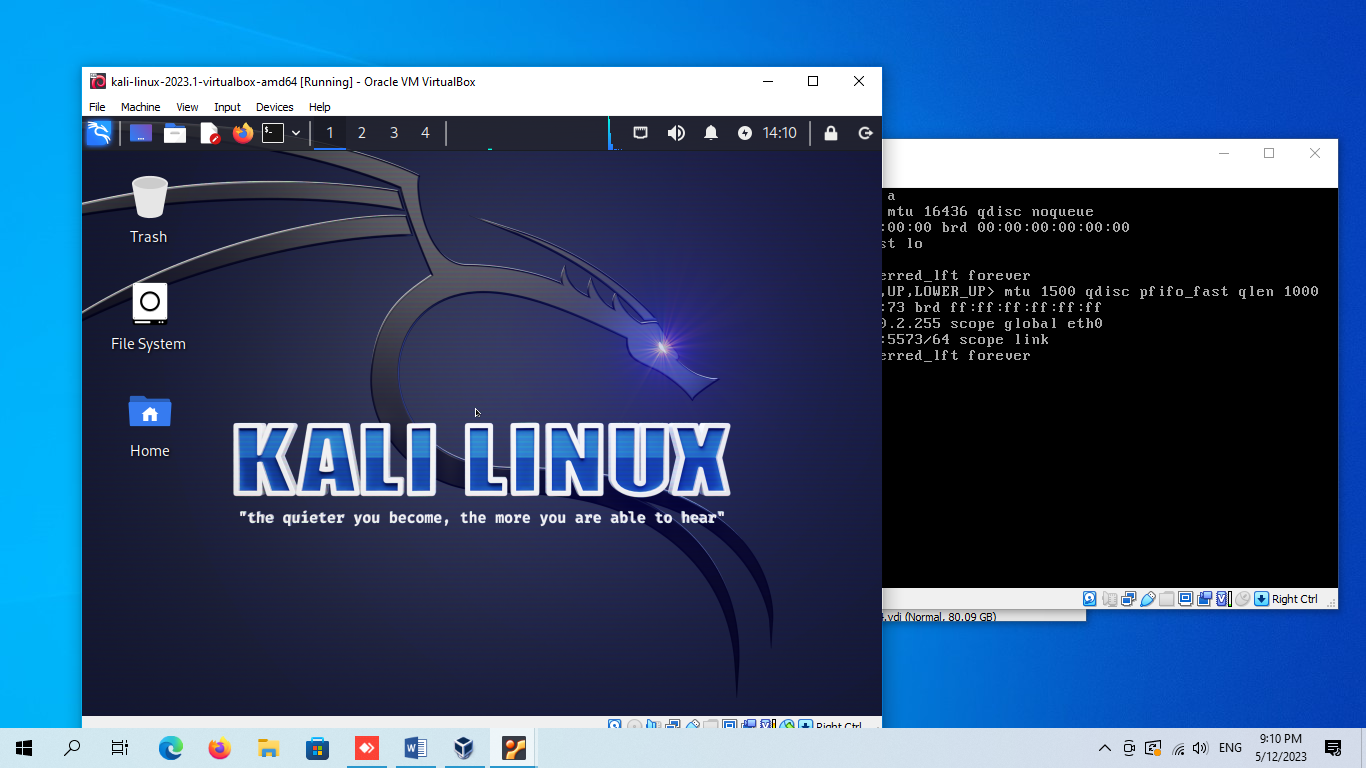 kali-linux-2023.1-virtualbox-amd64 [Running] - Oracle VM VirtualBox
File Machine View Input Devices Help
1 2 3 4 14:10
Trash
File System
Home
KALI LINUX
"the quieter you become, the more you are able to hear"
Right Ctrl
a
mtu 16436 qdisc noqueue
:00:00 brd 00:00:00:00:00:00
st lo
erred_lft forever
,UP,LOWER_UP> mtu 1500 qdisc pfifo_fast qlen 1000
:73 brd ff:ff:ff:ff:ff:ff
0.2.255 scope global eth0
:5573/64 scope link
erred_lft forever
Right Ctrl
.vdi (Normal, 80.09 GB)
ENG
9:10 PM
5/12/2023